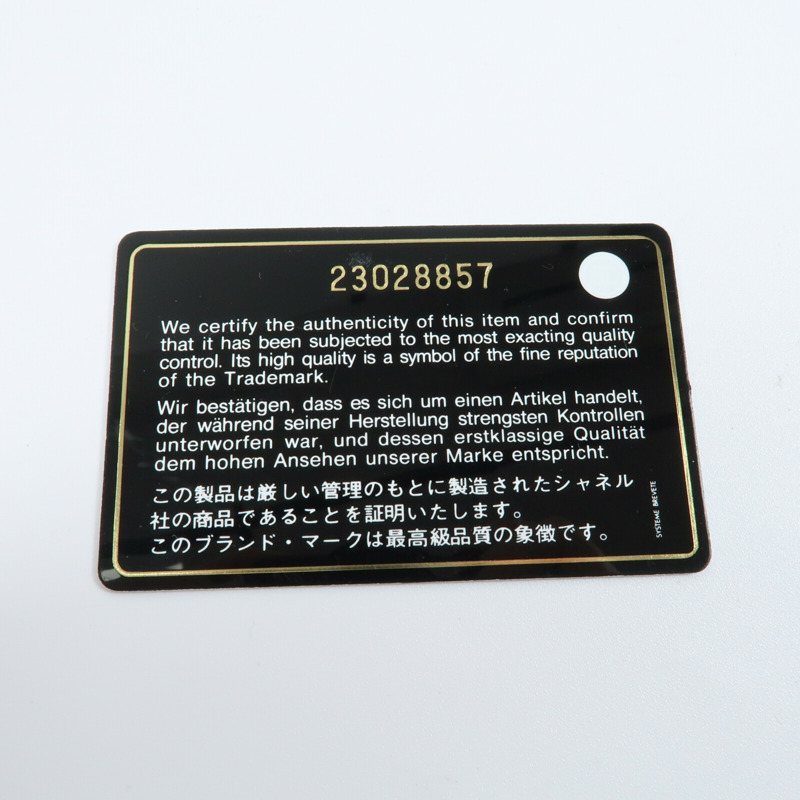 23028857
We certify the authenticity of this item and confirm
that it has been subjected to the most exacting quality
control. Its high quality is a symbol of the fine reputation
of the Trademark.
Wir bestätigen, dass es sich um einen Artikel handelt,
der während seiner Herstellung strengsten Kontrollen
unterworfen war, und dessen erstklassige Qualität
dem hohen Ansehen unserer Marke entspricht.
この製品は厳しい管理のもとに製造されたシャネル
社の商品であることを証明いたします。
このブランド・マークは最高級品質の象徴です。
SYSTEME BREVETE